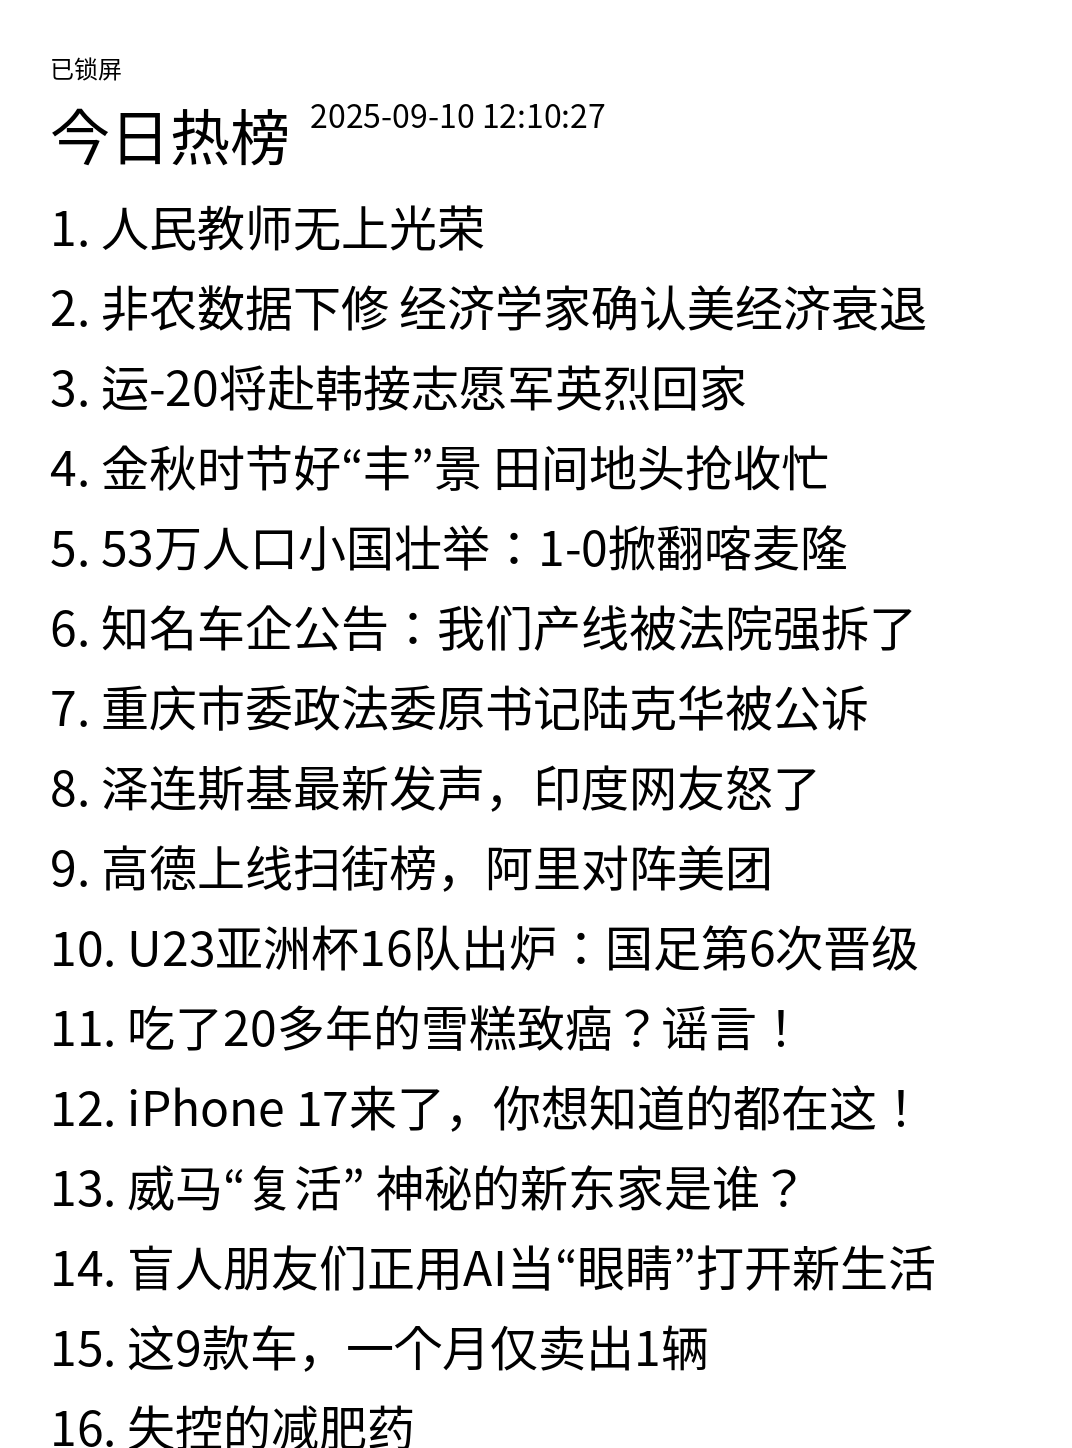 已锁屏
今日热榜 2025-09-10 12:10:27
1. 人民教师无上光荣
2. 非农数据下修 经济学家确认美经济衰退
3. 运-20将赴韩接志愿军英烈回家
4. 金秋时节好“丰”景 田间地头抢收忙
5. 53万人口小国壮举：1-0掀翻喀麦隆
6. 知名车企公告：我们产线被法院强拆了
7. 重庆市委政法委原书记陆克华被公诉
8. 泽连斯基最新发声，印度网友怒了
9. 高德上线扫街榜，阿里对阵美团
10. U23亚洲杯16队出炉：国足第6次晋级
11. 吃了20多年的雪糕致癌？谣言！
12. iPhone 17来了，你想知道的都在这！
13. 威马“复活” 神秘的新东家是谁？
14. 盲人朋友们正用AI当“眼睛”打开新生活
15. 这9款车，一个月仅卖出1辆
16. 失控的减肥药